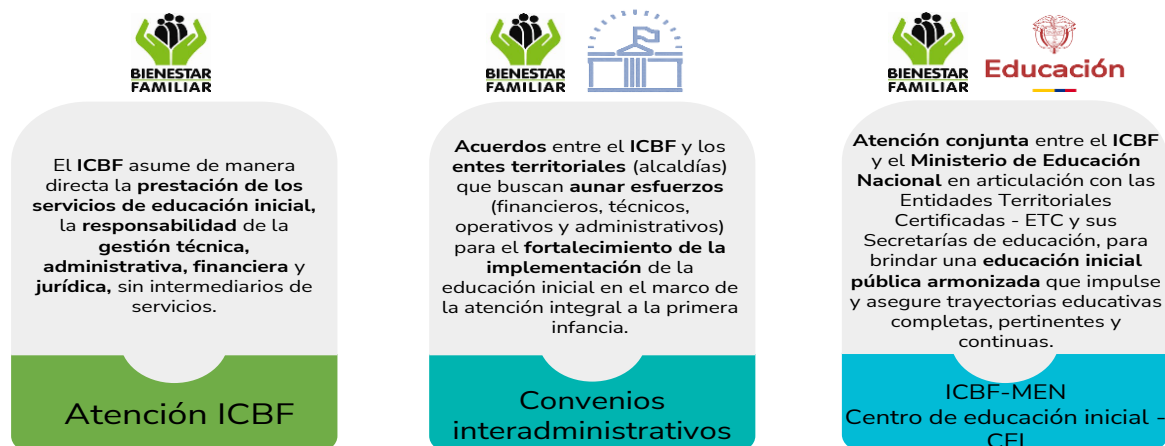 BIENESTAR
FAMILIAR
El ICBF asume de manera
directa la prestación de los
servicios de educación inicial,
la responsabilidad de la
gestión técnica,
administrativa, financiera y
jurídica, sin intermediarios de
servicios.
Atención ICBF
BIENESTAR
FAMILIAR
Acuerdos entre el ICBF y los
entes territoriales (alcaldías)
que buscan aunar esfuerzos
(financieros, técnicos,
operativos y administrativos)
para el fortalecimiento de la
implementación de la
educación inicial en el marco de
la atención integral a la primera
infancia.
Convenios
interadministrativos
BIENESTAR
FAMILIAR
Educación
Atención conjunta entre el ICBF
y el Ministerio de Educación
Nacional en articulación con las
Entidades Territoriales
Certificadas - ETC y sus
Secretarías de educación, para
brindar una educación inicial
pública armonizada que impulse
y asegure trayectorias educativas
completas, pertinentes y
continuas.
ICBF-MEN
Centro de educación inicial -
CEI